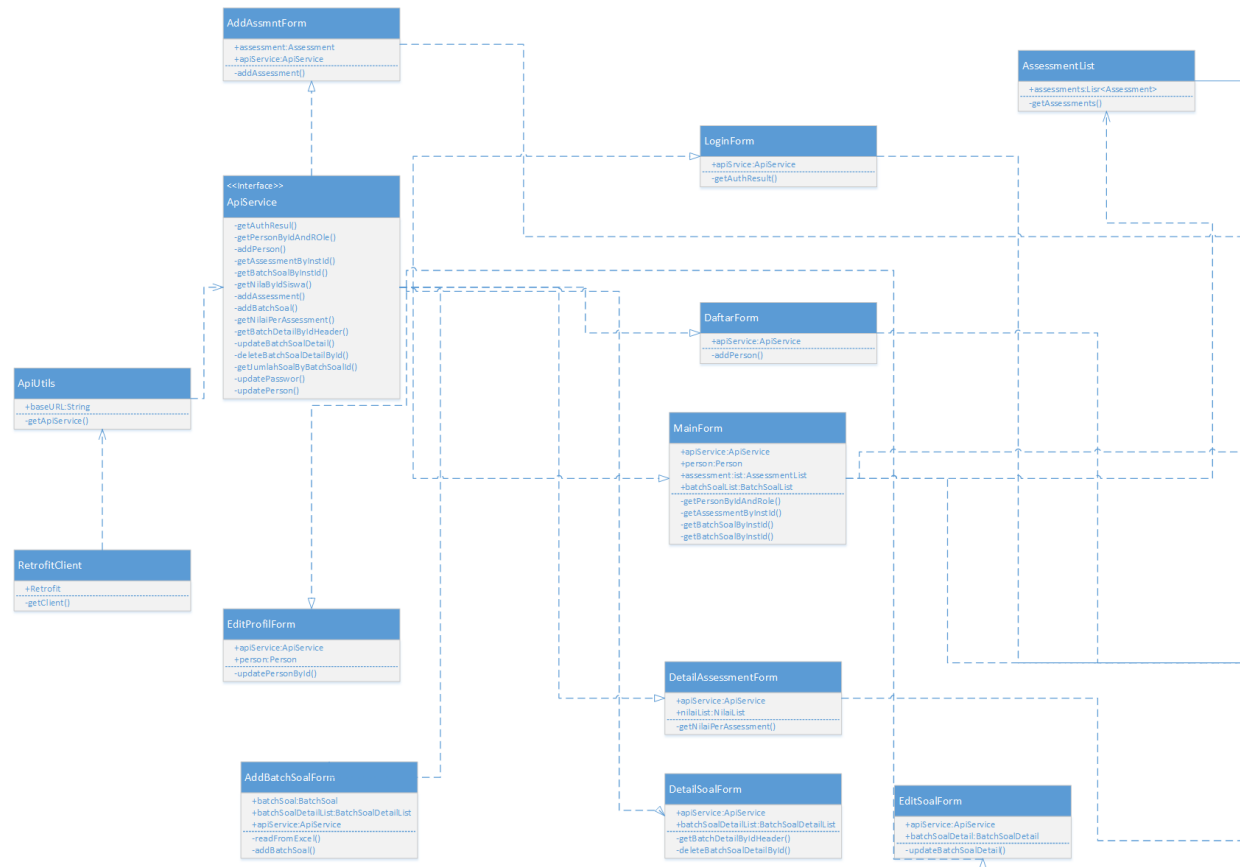 AddAssmntForm
+assessment:Assessment
+apiService:ApiService
-addAssessment()
AssessmentList
+assessments:Lisr<Assessment>
-getAssessments()
LoginForm
+apiSrvice:ApiService
-getAuthResult()
<<Interface>>
ApiService
-getAuthResul()
-getPersonByIdAndROle()
-addPerson()
-getAssessmentByInstId()
-getBatchSoalByInstId()
-getNilaByIdSiswa()
-addAssessment()
-addBatchSoal()
-getNilaiPerAssessment()
-getBatchDetailByIdHeader()
-updateBatchSoalDetail()
-deleteBatchSoalDetailById()
-getJumlahSoalByBatchSoalId()
-updatePasswor()
-updatePerson()
DaftarForm
+apiService:ApiService
-addPerson()
ApiUtils
+baseURL:String
-getApiService()
MainForm
+apiService:ApiService
+person:Person
+assessment:ist:AssessmentList
+batchSoalList:BatchSoalList
-getPersonByIdAndRole()
-getAssessmentByInstId()
-getBatchSoalByInstid()
-getBatchSoalByInstid()
RetrofitClient
+Retrofit
-getClient()
EditProfilForm
+apiService:ApiService
+person:Person
-updatePersonById()
DetailAssessmentForm
+apiService:ApiService
+nilaiList:NilaiList
-getNilaiPerAssessment()
AddBatchSoalForm
+batchSoal:BatchSoal
+batchSoalDetailList:BatchSoalDetailList
+apiService:ApiService
-readFromExcel()
-addBatchSoal()
DetailSoalForm
+apiService:ApiService
+batchSoalDetailList:BatchSoalDetailList
-getBatchDetailByIdHeader()
-deleteBatchSoalDetailById()
EditSoalForm
+apiService:ApiService
+batchSoalDetail:BatchSoalDetail
-updateBatchSoalDetail()